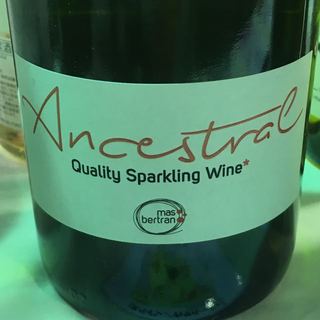 Ancestral
Quality Sparkling Wine*
mas
bertran